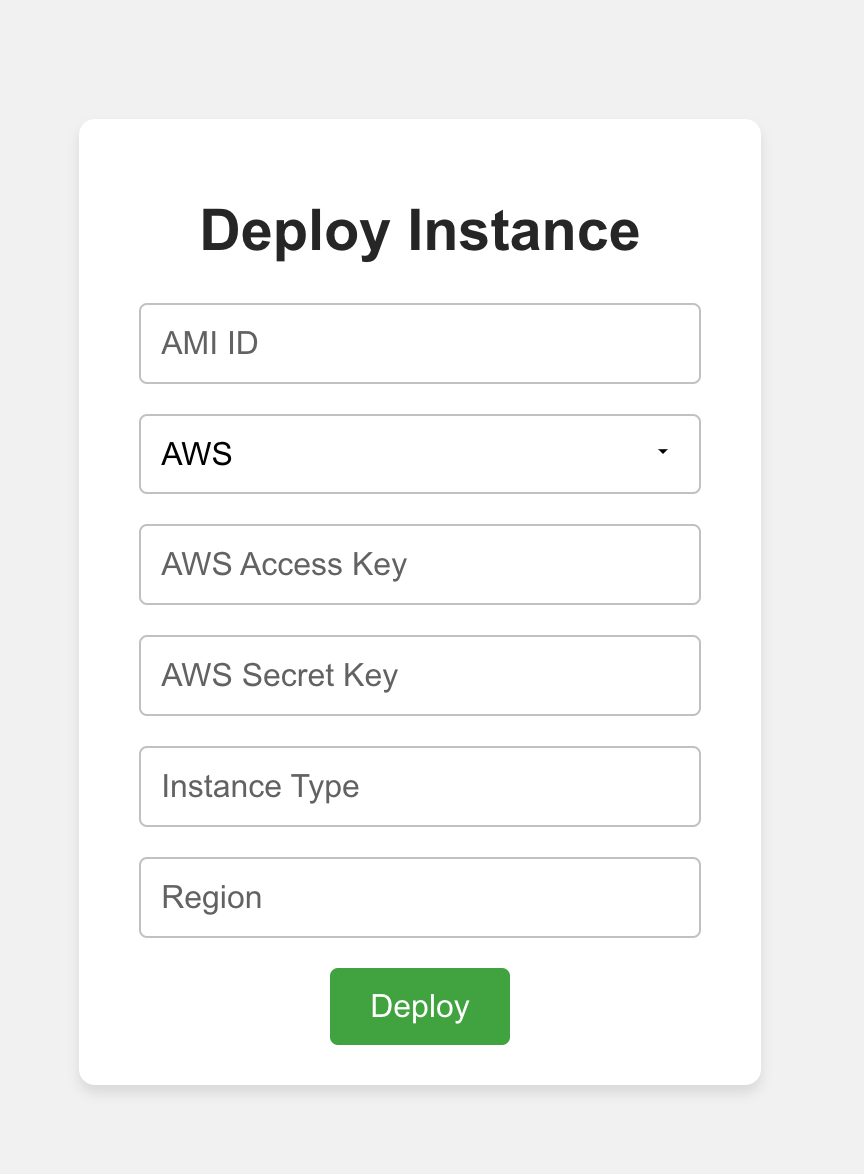 Deploy Instance
AMI ID
AWS
AWS Access Key
AWS Secret Key
Instance Type
Region
Deploy